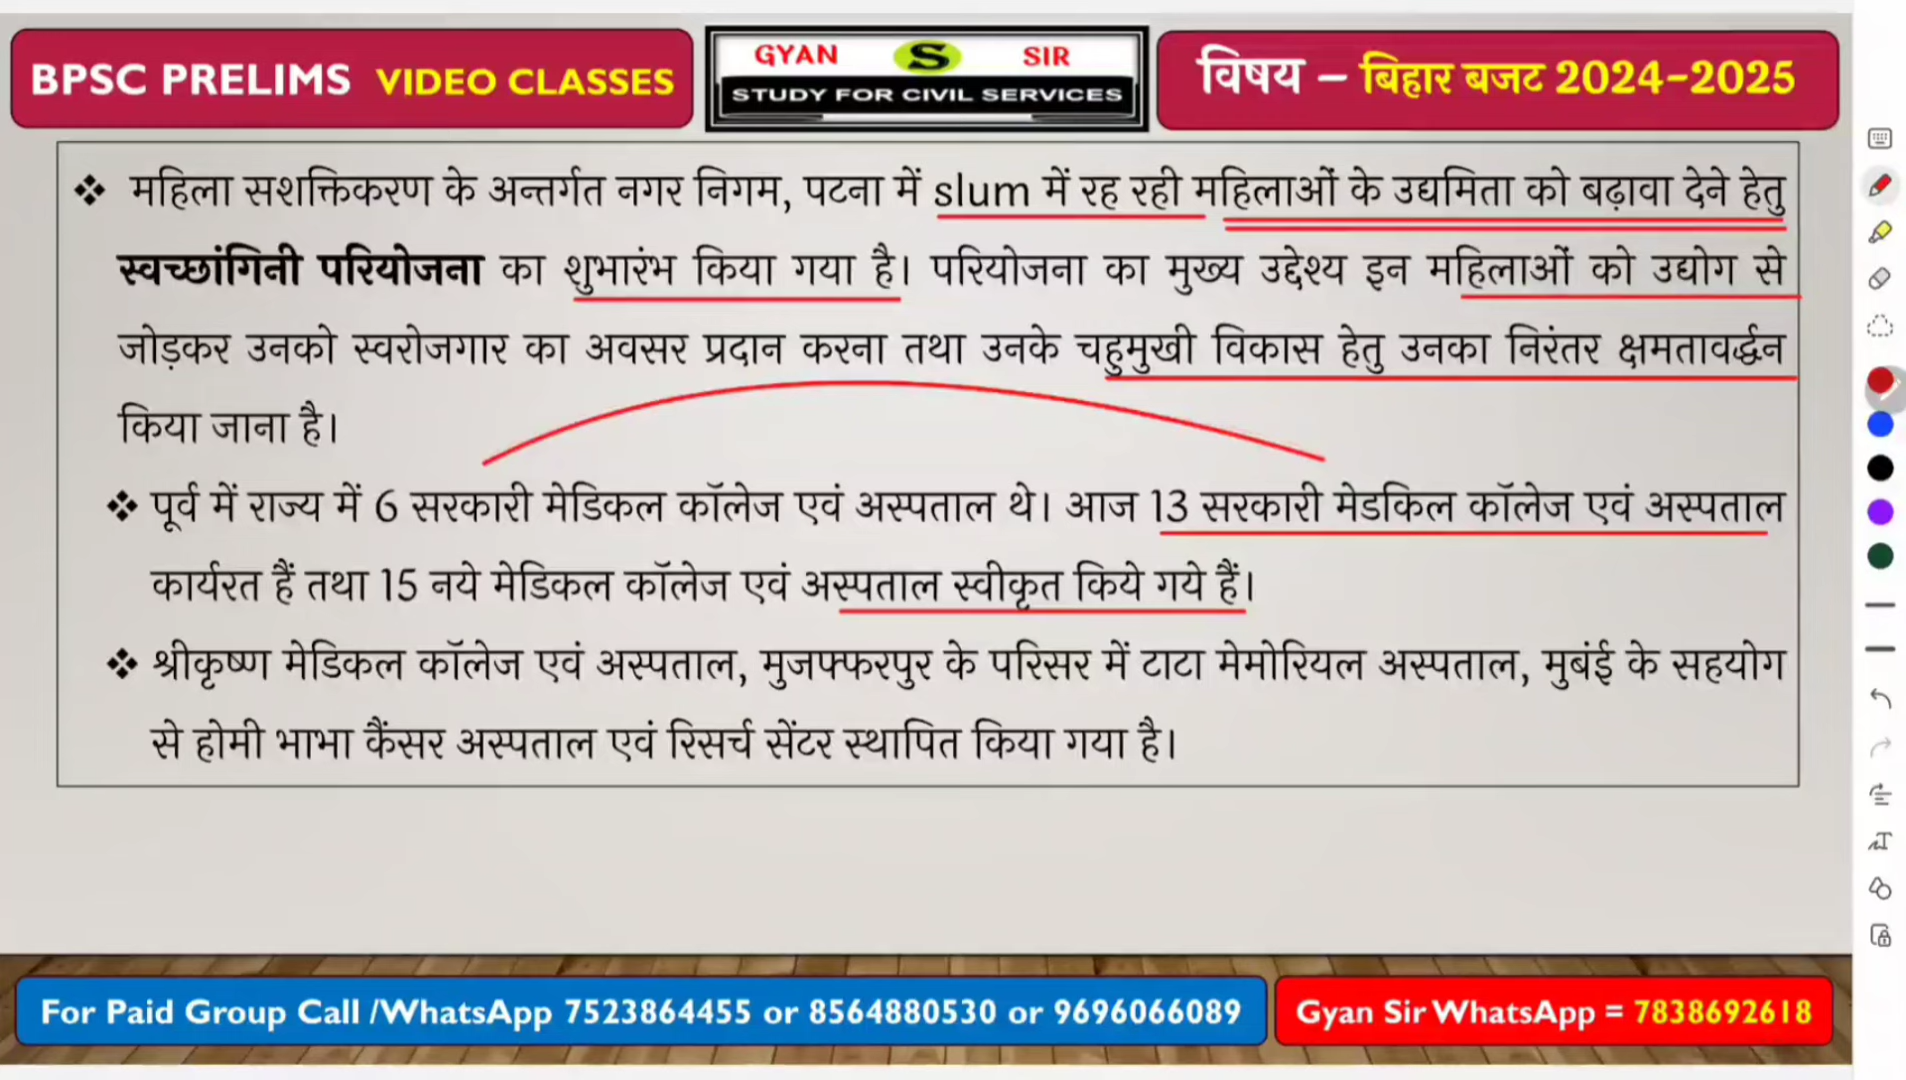 BPSC PRELIMS VIDEO CLASSES
GYAN S SIR
STUDY FOR CIVIL SERVICES
विषय – बिहार बजट 2024-2025
❖ महिला सशक्तिकरण के अन्तर्गत नगर निगम, पटना में slum में रह रही महिलाओं के उद्यमिता को बढ़ावा देने हेतु
स्वच्छांगिनी परियोजना का शुभारंभ किया गया है। परियोजना का मुख्य उद्देश्य इन महिलाओं को उद्योग से
जोड़कर उनको स्वरोजगार का अवसर प्रदान करना तथा उनके चहुमुखी विकास हेतु उनका निरंतर क्षमतावर्द्धन
किया जाना है।
❖ पूर्व में राज्य में 6 सरकारी मेडिकल कॉलेज एवं अस्पताल थे। आज 13 सरकारी मेडकिल कॉलेज एवं अस्पताल
कार्यरत हैं तथा 15 नये मेडिकल कॉलेज एवं अस्पताल स्वीकृत किये गये हैं।
❖ श्रीकृष्ण मेडिकल कॉलेज एवं अस्पताल, मुजफ्फरपुर के परिसर में टाटा मेमोरियल अस्पताल, मुबंई के सहयोग
से होमी भाभा कैंसर अस्पताल एवं रिसर्च सेंटर स्थापित किया गया है।
For Paid Group Call /WhatsApp 7523864455 or 8564880530 or 9696066089
Gyan Sir WhatsApp = 7838692618